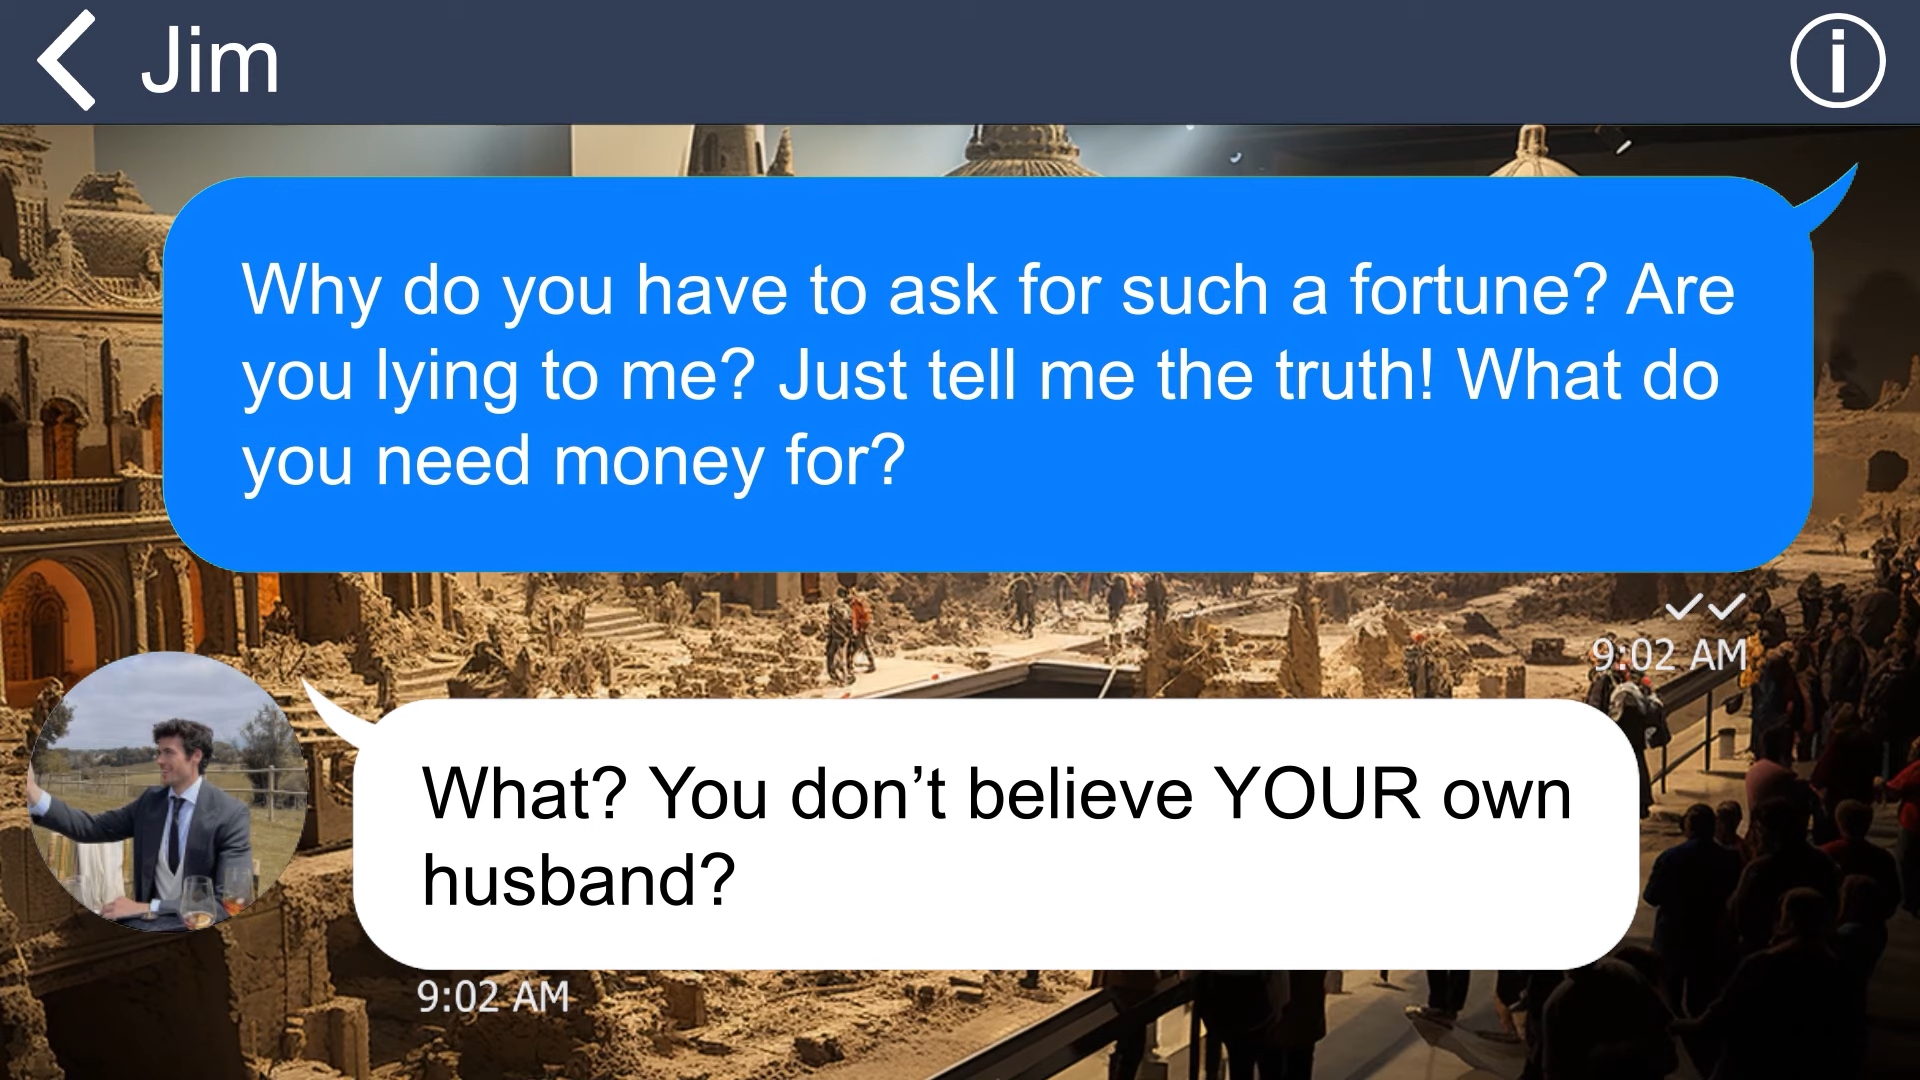 Jim
Why do you have to ask for such a fortune? Are
you lying to me? Just tell me the truth! What do
you need money for?
9:02 AM
What? You don’t believe YOUR own
husband?
9:02 AM